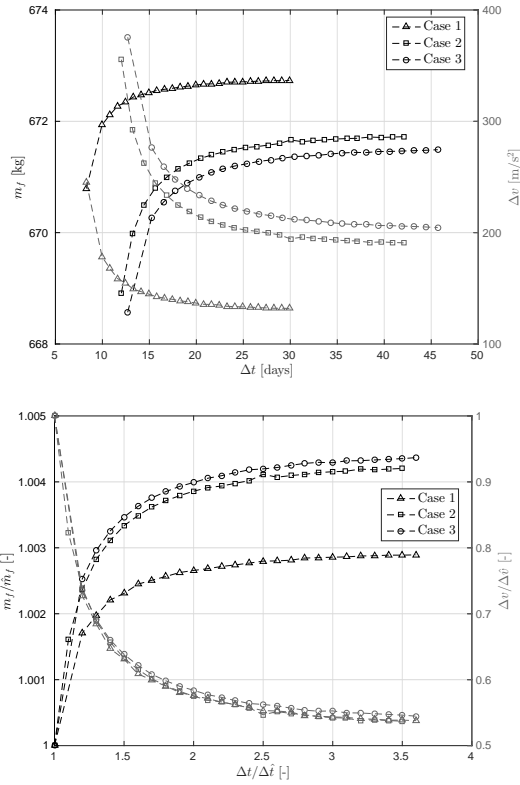 674
672
670
668
m_f [kg]
400
300
200
100
Δv [m/s²]
5 10 15 20 25 30 35 40 45 50
Δt [days]
Case 1
Case 2
Case 3
1.005
1.004
1.003
1.002
1.001
1
m_f/m̂_f [-]
1
0.9
0.8
0.7
0.6
0.5
Δv/Δv̂ [-]
1 1.5 2 2.5 3 3.5 4
Δt/Δt̂ [-]
Case 1
Case 2
Case 3